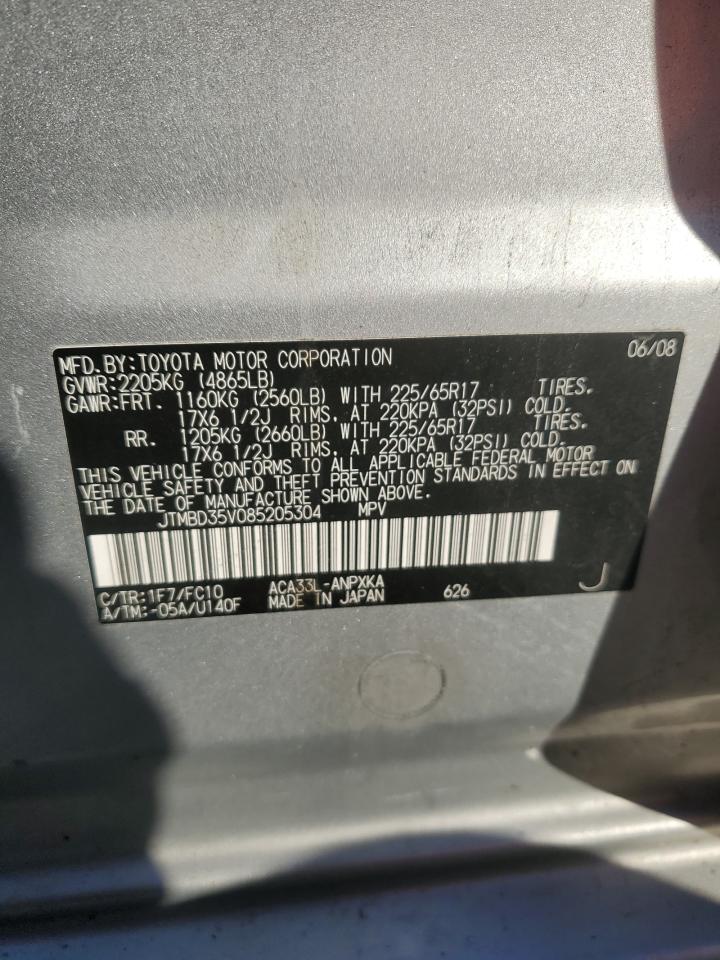 MFD.BY:TOYOTA MOTOR CORPORATION 06/08
GVWR:2205KG (4865LB)
GAWR:FRT. 1160KG (2560LB) WITH 225/65R17 TIRES.
17X6 1/2J RIMS. AT 220KPA (32PSI) COLD.
RR. 1205KG (2660LB) WITH 225/65R17 TIRES.
17X6 1/2J RIMS. AT 220KPA (32PSI) COLD.
THIS VEHICLE CONFORMS TO ALL APPLICABLE FEDERAL MOTOR
VEHICLE SAFETY AND THEFT PREVENTION STANDARDS IN EFFECT ON
THE DATE OF MANUFACTURE SHOWN ABOVE.
JTMBD35V085205304 MPV
C/TR:1F7/FC10 ACA33L-ANPXKA J
A/TM:-05A/U140F MADE IN JAPAN 626